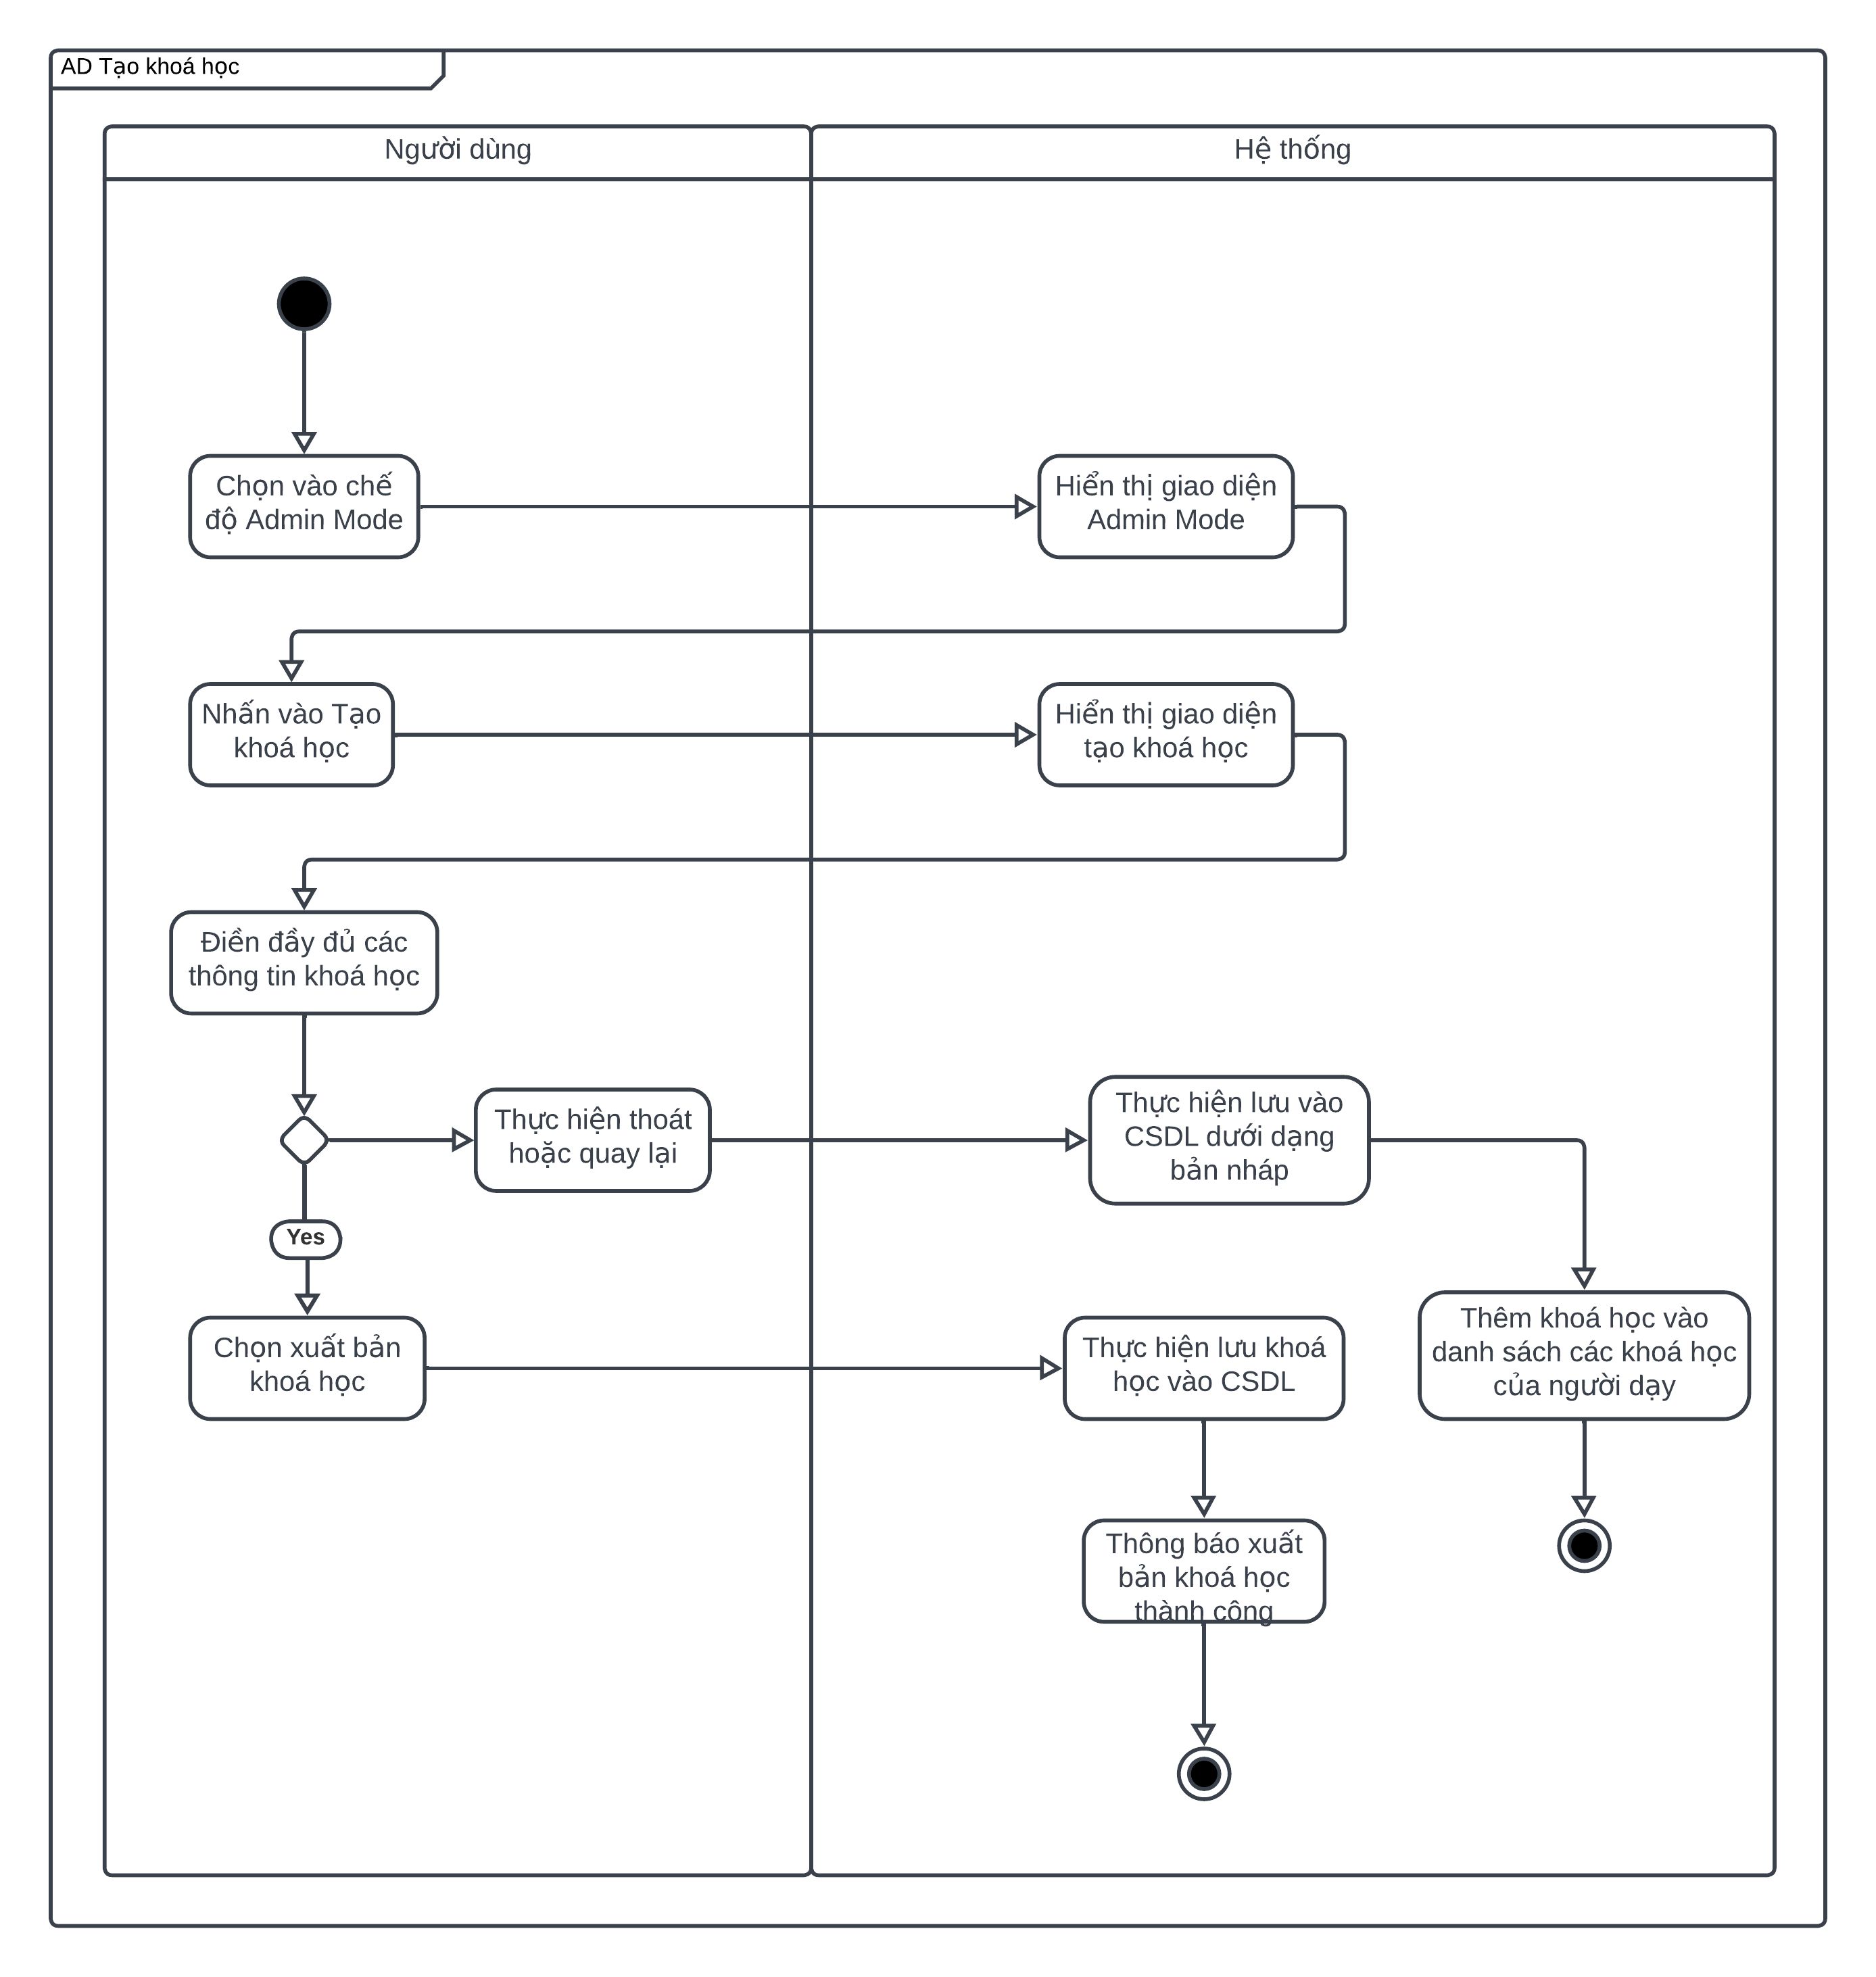 AD Tạo khoá học
Người dùng
Hệ thống
Chọn vào chế
độ Admin Mode
Hiển thị giao diện
Admin Mode
Nhấn vào Tạo
khoá học
Hiển thị giao diện
tạo khoá học
Điền đầy đủ các
thông tin khoá học
Thực hiện thoát
hoặc quay lại
Thực hiện lưu vào
CSDL dưới dạng
bản nháp
Yes
Chọn xuất bản
khoá học
Thực hiện lưu khoá
học vào CSDL
Thêm khoá học vào
danh sách các khoá học
của người dạy
Thông báo xuất
bản khoá học
thành công